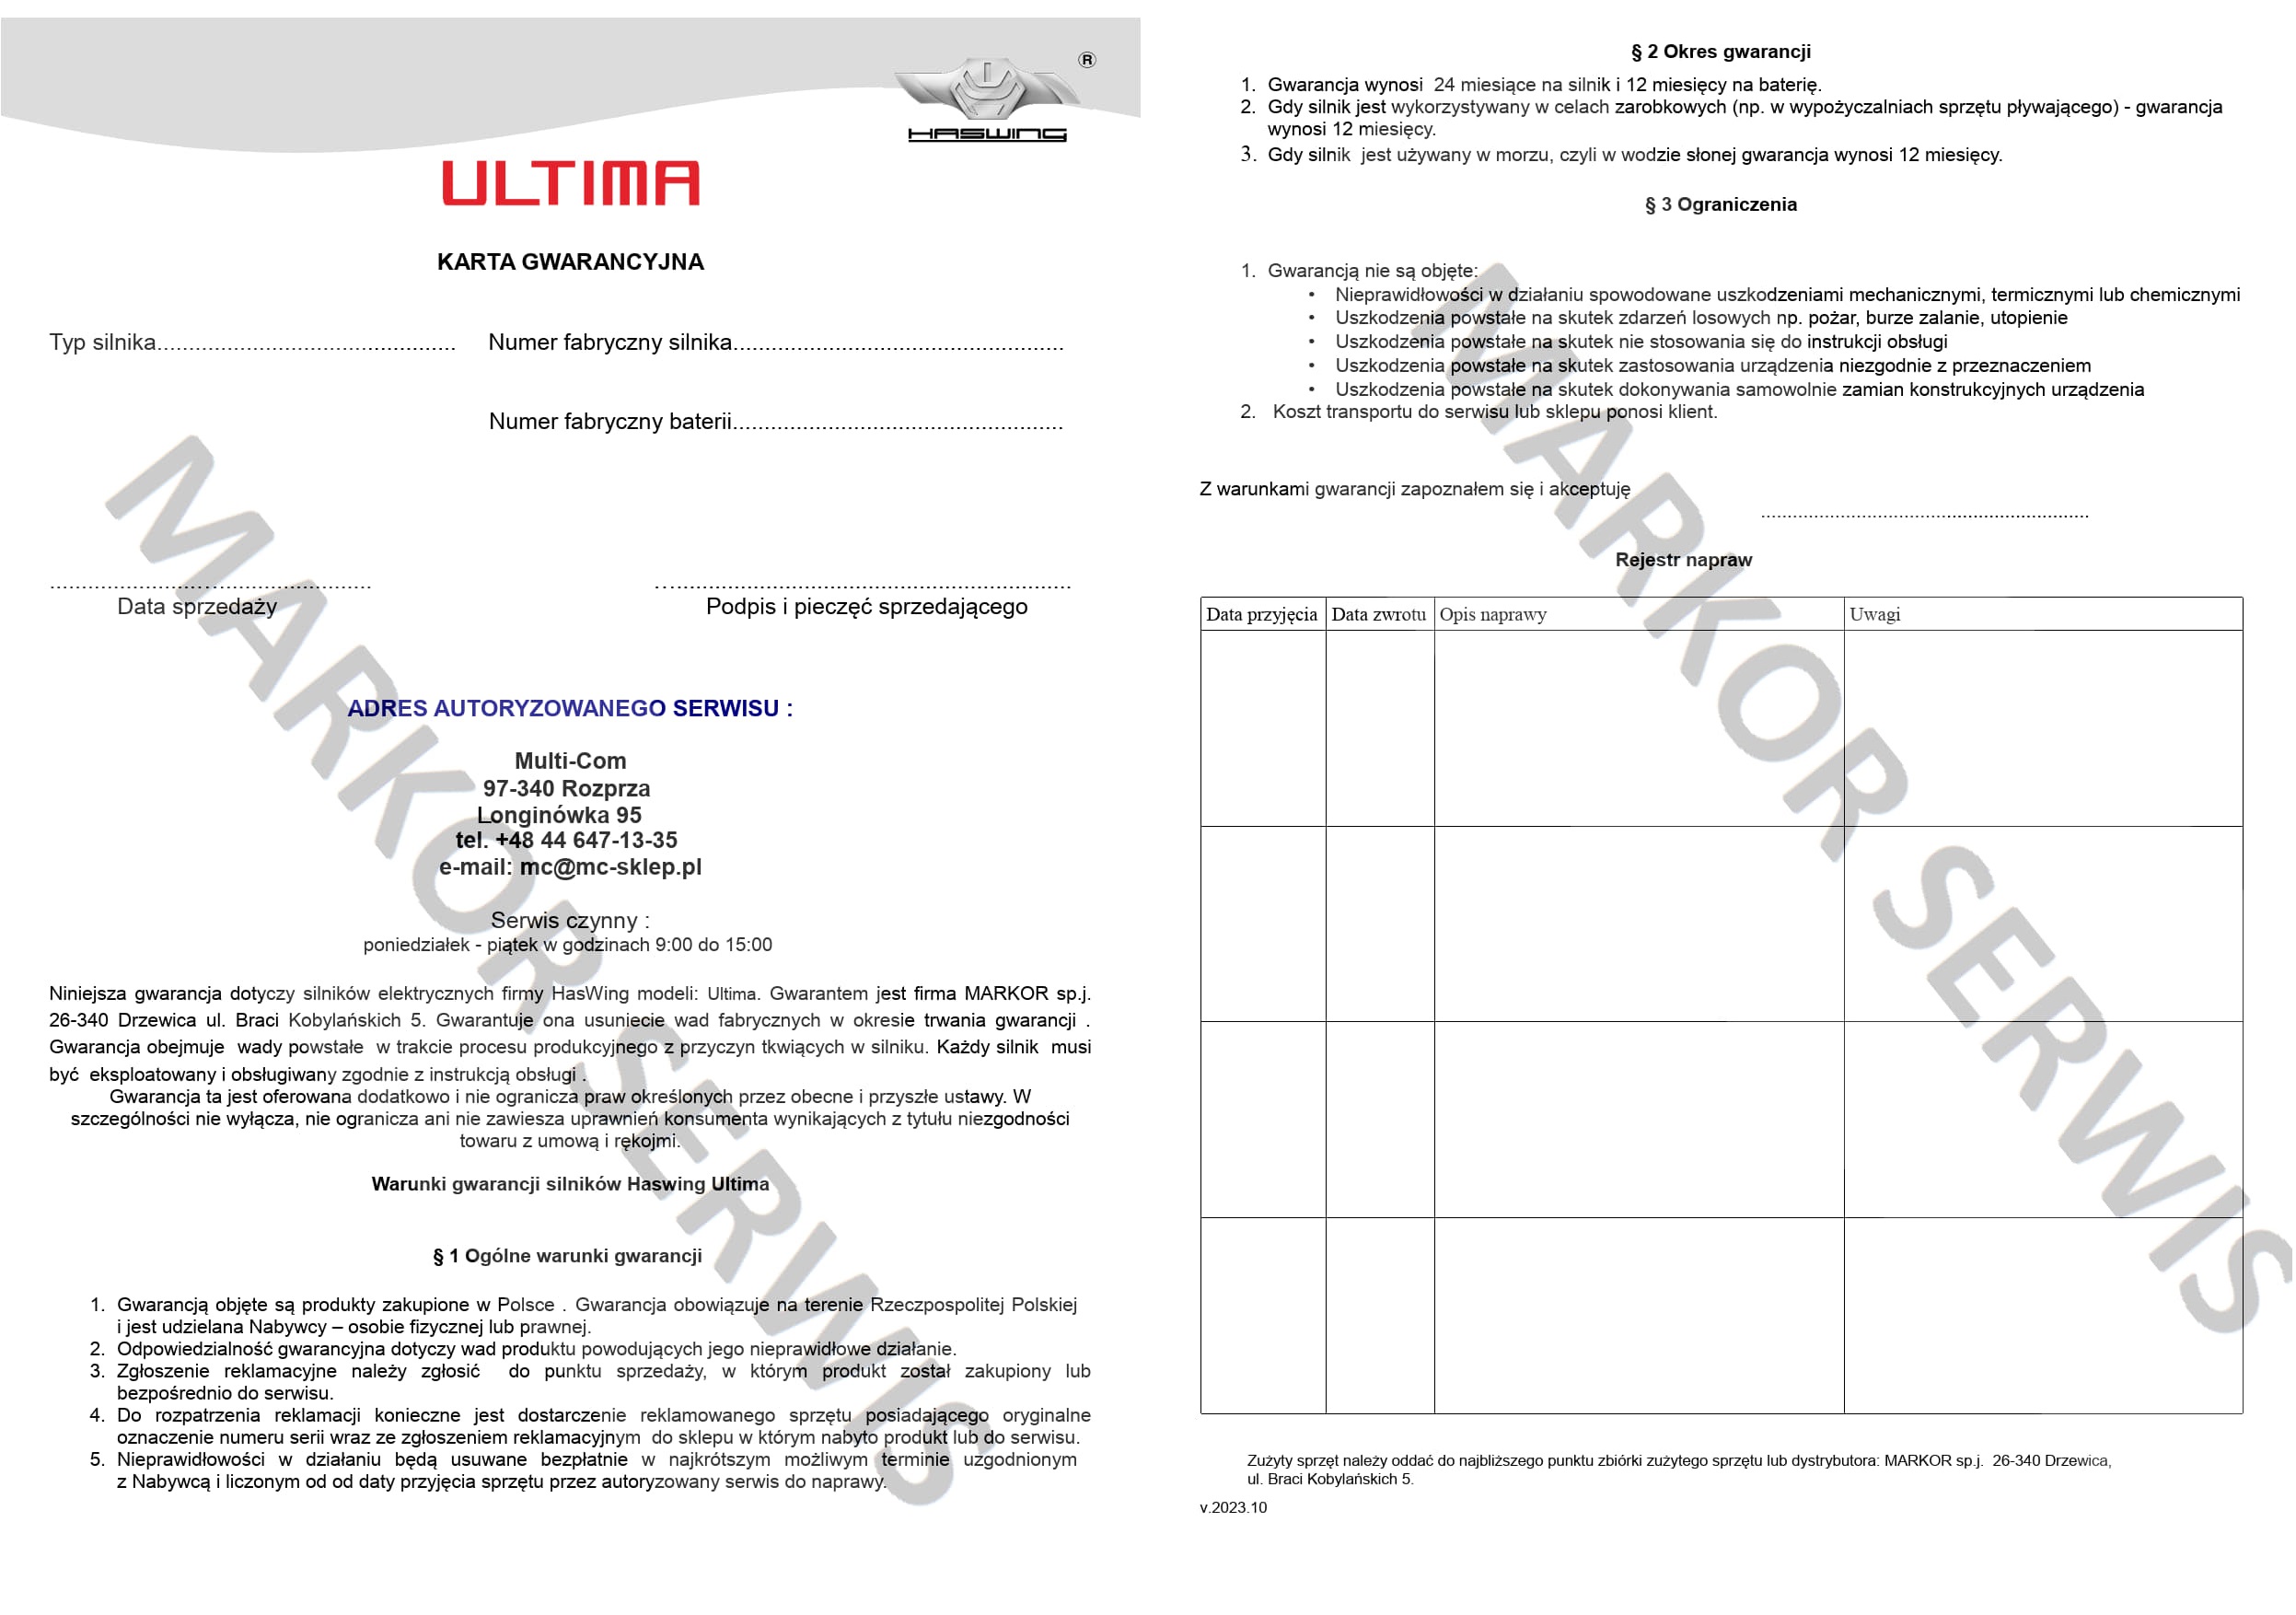 ®
HASWING
ULTIMA
KARTA GWARANCYJNA
Typ silnika............................................... Numer fabryczny silnika....................................................
Numer fabryczny baterii....................................................
Data sprzedaży Podpis i pieczęć sprzedającego
ADRES AUTORYZOWANEGO SERWISU :
Multi-Com
97-340 Rozprza
Longinówka 95
tel. +48 44 647-13-35
e-mail: mc@mc-sklep.pl
Serwis czynny :
poniedziałek - piątek w godzinach 9:00 do 15:00
Niniejsza gwarancja dotyczy silników elektrycznych firmy HasWing modeli: Ultima. Gwarantem jest firma MARKOR sp.j.
26-340 Drzewica ul. Braci Kobylańskich 5. Gwarantuje ona usuniecie wad fabrycznych w okresie trwania gwarancji .
Gwarancja obejmuje wady powstałe w trakcie procesu produkcyjnego z przyczyn tkwiących w silniku. Każdy silnik musi
być eksploatowany i obsługiwany zgodnie z instrukcją obsługi .
Gwarancja ta jest oferowana dodatkowo i nie ogranicza praw określonych przez obecne i przyszłe ustawy. W
szczególności nie wyłącza, nie ogranicza ani nie zawiesza uprawnień konsumenta wynikających z tytułu niezgodności
towaru z umową i rękojmi.
Warunki gwarancji silników Haswing Ultima
§ 1 Ogólne warunki gwarancji
1. Gwarancją objęte są produkty zakupione w Polsce . Gwarancja obowiązuje na terenie Rzeczpospolitej Polskiej
i jest udzielana Nabywcy – osobie fizycznej lub prawnej.
2. Odpowiedzialność gwarancyjna dotyczy wad produktu powodujących jego nieprawidłowe działanie.
3. Zgłoszenie reklamacyjne należy zgłosić do punktu sprzedaży, w którym produkt został zakupiony lub
bezpośrednio do serwisu.
4. Do rozpatrzenia reklamacji konieczne jest dostarczenie reklamowanego sprzętu posiadającego oryginalne
oznaczenie numeru serii wraz ze zgłoszeniem reklamacyjnym do sklepu w którym nabyto produkt lub do serwisu.
5. Nieprawidłowości w działaniu będą usuwane bezpłatnie w najkrótszym możliwym terminie uzgodnionym
z Nabywcą i liczonym od od daty przyjęcia sprzętu przez autoryzowany serwis do naprawy.
MARKOR SERWIS
§ 2 Okres gwarancji
1. Gwarancja wynosi 24 miesiące na silnik i 12 miesięcy na baterię.
2. Gdy silnik jest wykorzystywany w celach zarobkowych (np. w wypożyczalniach sprzętu pływającego) - gwarancja
wynosi 12 miesięcy.
3. Gdy silnik jest używany w morzu, czyli w wodzie słonej gwarancja wynosi 12 miesięcy.
§ 3 Ograniczenia
1. Gwarancją nie są objęte:
• Nieprawidłowości w działaniu spowodowane uszkodzeniami mechanicznymi, termicznymi lub chemicznymi
• Uszkodzenia powstałe na skutek zdarzeń losowych np. pożar, burze zalanie, utopienie
• Uszkodzenia powstałe na skutek nie stosowania się do instrukcji obsługi
• Uszkodzenia powstałe na skutek zastosowania urządzenia niezgodnie z przeznaczeniem
• Uszkodzenia powstałe na skutek dokonywania samowolnie zamian konstrukcyjnych urządzenia
2. Koszt transportu do serwisu lub sklepu ponosi klient.
Z warunkami gwarancji zapoznałem się i akceptuję
Rejestr napraw
Data przyjęcia Data zwrotu Opis naprawy Uwagi
Zużyty sprzęt należy oddać do najbliższego punktu zbiórki zużytego sprzętu lub dystrybutora: MARKOR sp.j. 26-340 Drzewica,
ul. Braci Kobylańskich 5.
v.2023.10
MARKOR SERWIS